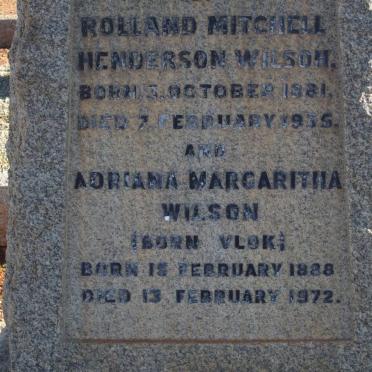 ROLLAND MITCHELL
HENDERSON WILSON.
BORN 3. OCTOBER 1881.
DIED 7. FEBRUARY 1935.
AND
ADRIANA MARGARITHA
WILSON
(BORN VLOK)
BORN 15 FEBRUARY 1888
DIED 13 FEBRUARY 1972.